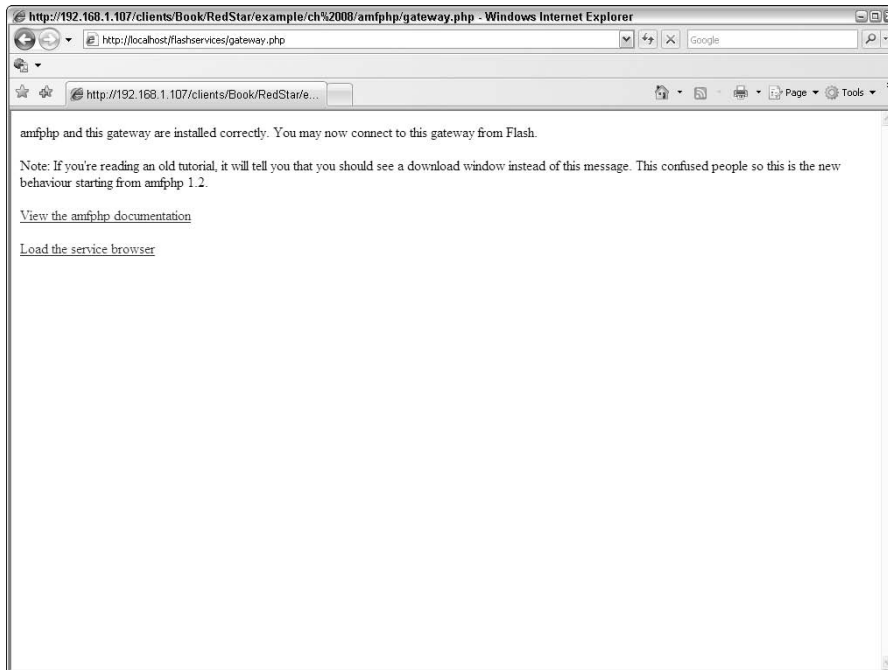 http://192.168.1.107/clients/Book/RedStar/example/ch%2008/amfphp/gateway.php - Windows Internet Explorer
http://localhost/flashservices/gateway.php
Google
http://192.168.1.107/clients/Book/RedStar/e...
Page
Tools
amfphp and this gateway are installed correctly. You may now connect to this gateway from Flash.
Note: If you're reading an old tutorial, it will tell you that you should see a download window instead of this message. This confused people so this is the new
behaviour starting from amfphp 1.2.
View the amfphp documentation
Load the service browser